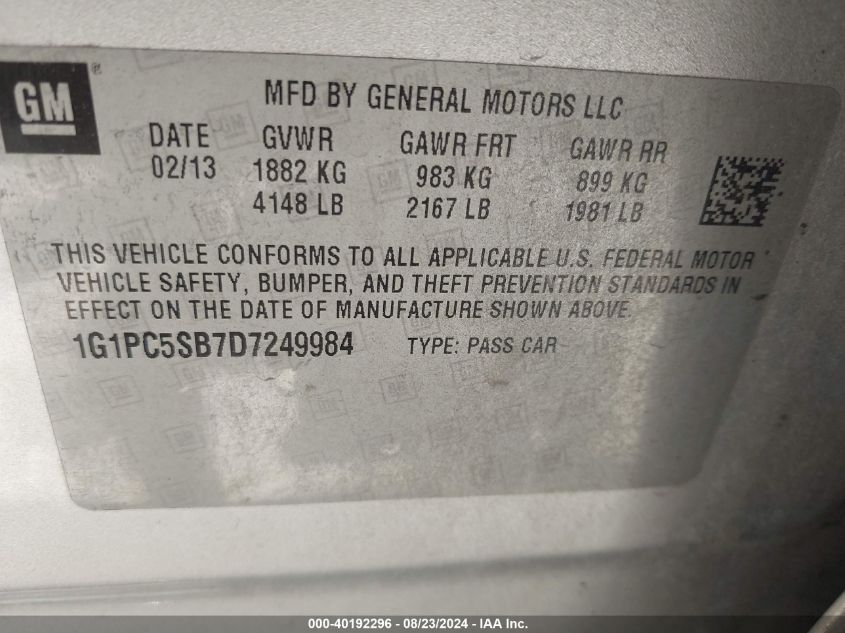 GM®
MFD BY GENERAL MOTORS LLC
DATE GVWR GAWR FRT GAWR RR
02/13 1882 KG 983 KG 899 KG
4148 LB 2167 LB 1981 LB
THIS VEHICLE CONFORMS TO ALL APPLICABLE U.S. FEDERAL MOTOR
VEHICLE SAFETY, BUMPER, AND THEFT PREVENTION STANDARDS IN
EFFECT ON THE DATE OF MANUFACTURE SHOWN ABOVE.
1G1PC5SB7D7249984 TYPE: PASS CAR
000-40192296 - 08/23/2024 - IAA Inc.